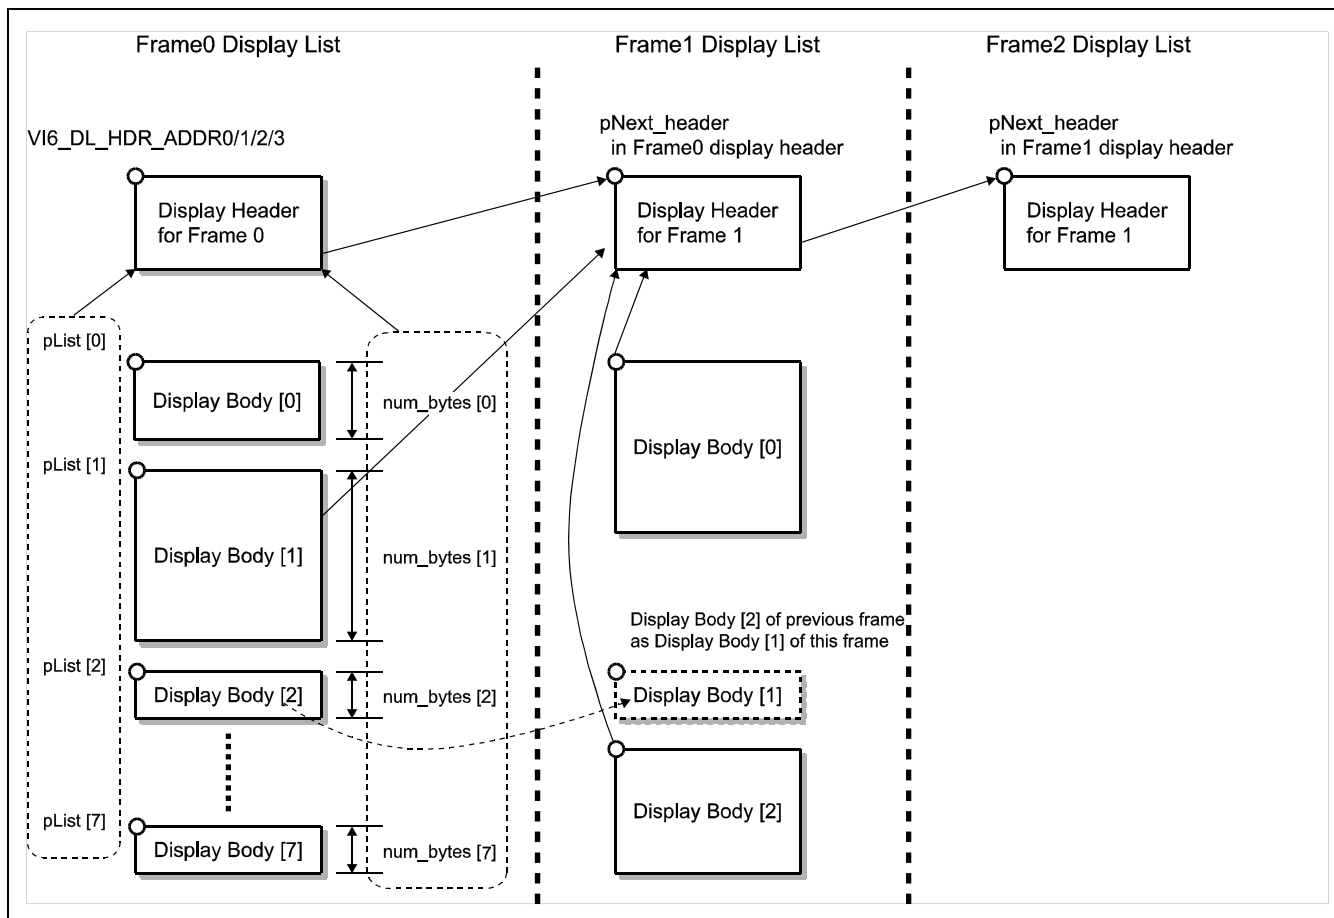 Frame0 Display List
Frame1 Display List
Frame2 Display List
VI6_DL_HDR_ADDR0/1/2/3
pNext_header
in Frame0 display header
pNext_header
in Frame1 display header
Display Header
for Frame 0
Display Header
for Frame 1
Display Header
for Frame 1
pList [0]
Display Body [0]
num_bytes [0]
pList [1]
Display Body [1]
num_bytes [1]
pList [2]
Display Body [2]
num_bytes [2]
pList [7]
Display Body [7]
num_bytes [7]
Display Body [0]
Display Body [2] of previous frame
as Display Body [1] of this frame
Display Body [1]
Display Body [2]